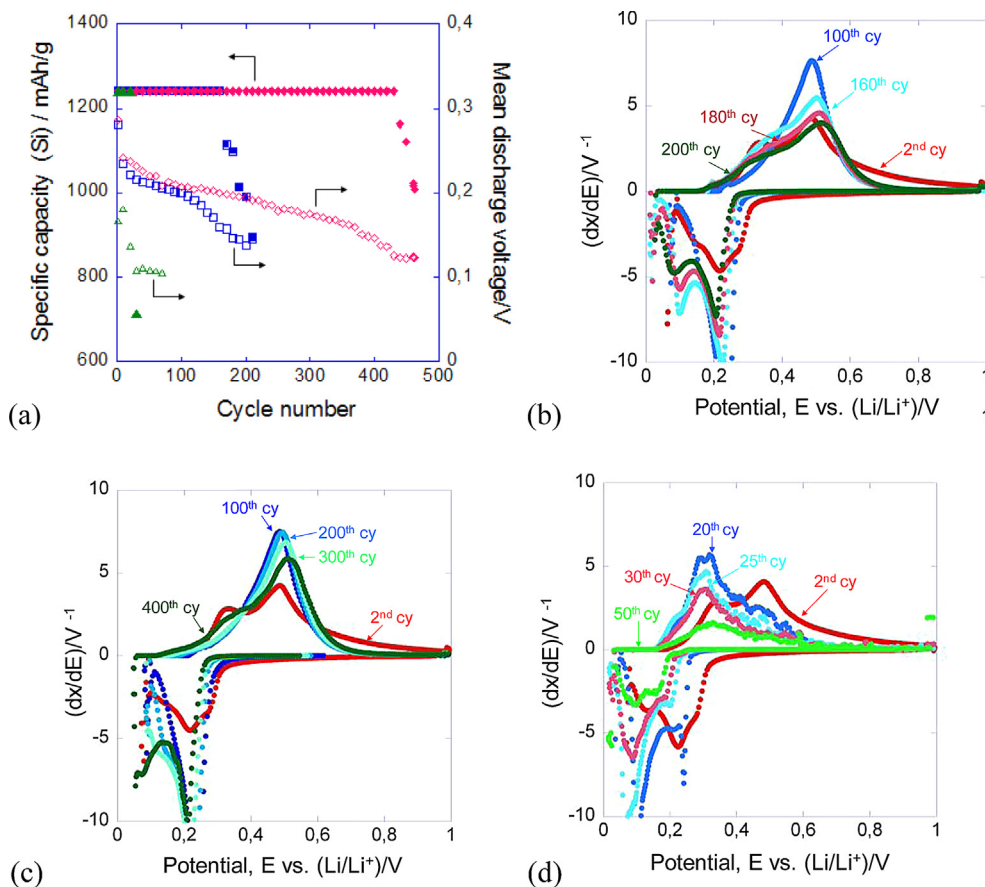 1400
1200
1000
800
600
0,4
0,3
0,2
0,1
0
0
100
200
300
400
500
Specific capacity (Si) / mAh/g
Mean discharge voltage/V
Cycle number
(a)
10
5
0
-5
-10
100th cy
160th cy
180th cy
200th cy
2nd cy
0
0,2
0,4
0,6
0,8
1
(dx/dE)/V -1
Potential, E vs. (Li/Li+)/V
(b)
10
5
0
-5
-10
100th cy
200th cy
300th cy
400th cy
2nd cy
0
0,2
0,4
0,6
0,8
1
(dx/dE)/V -1
Potential, E vs. (Li/Li+)/V
(c)
10
5
0
-5
-10
20th cy
25th cy
30th cy
2nd cy
50th cy
0
0,2
0,4
0,6
0,8
1
(dx/dE)/V -1
Potential, E vs. (Li/Li+)/V
(d)